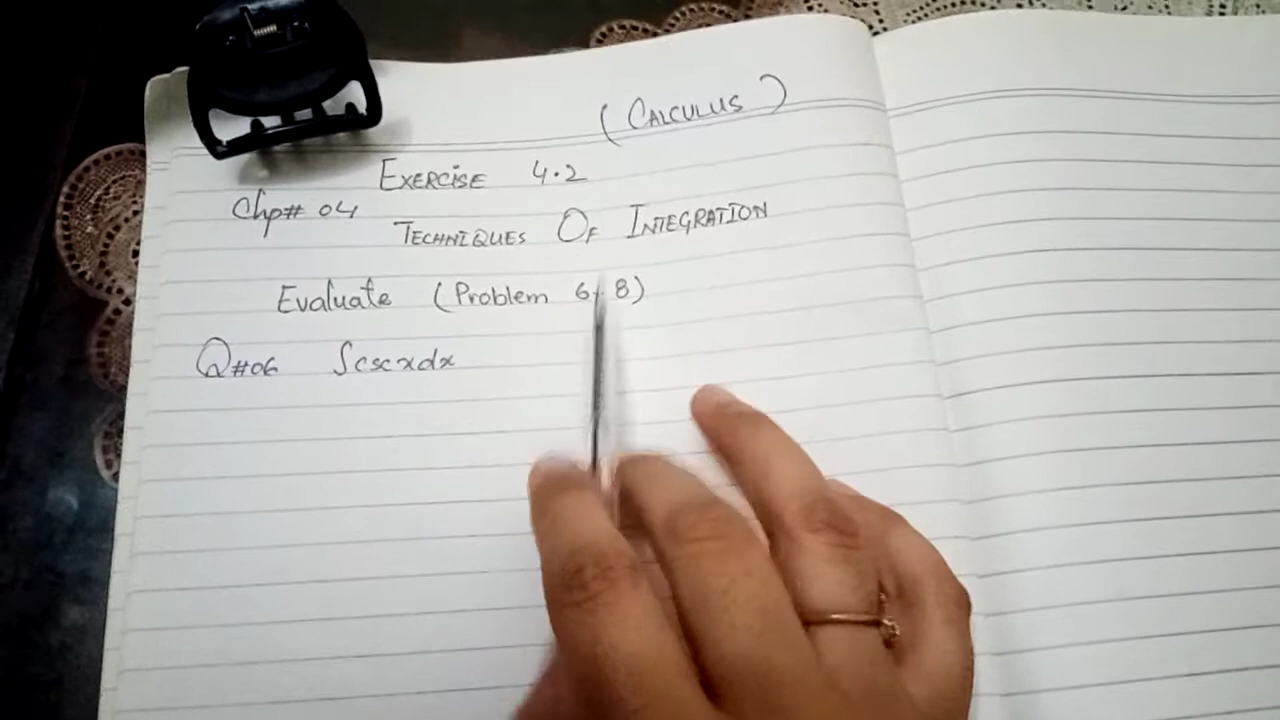 (CALCULUS)
EXERCISE 4.2
Chp# 04
TECHNIQUES OF INTEGRATION
Evaluate (Problem 6, 8)
Q#06 ∫cscxdx